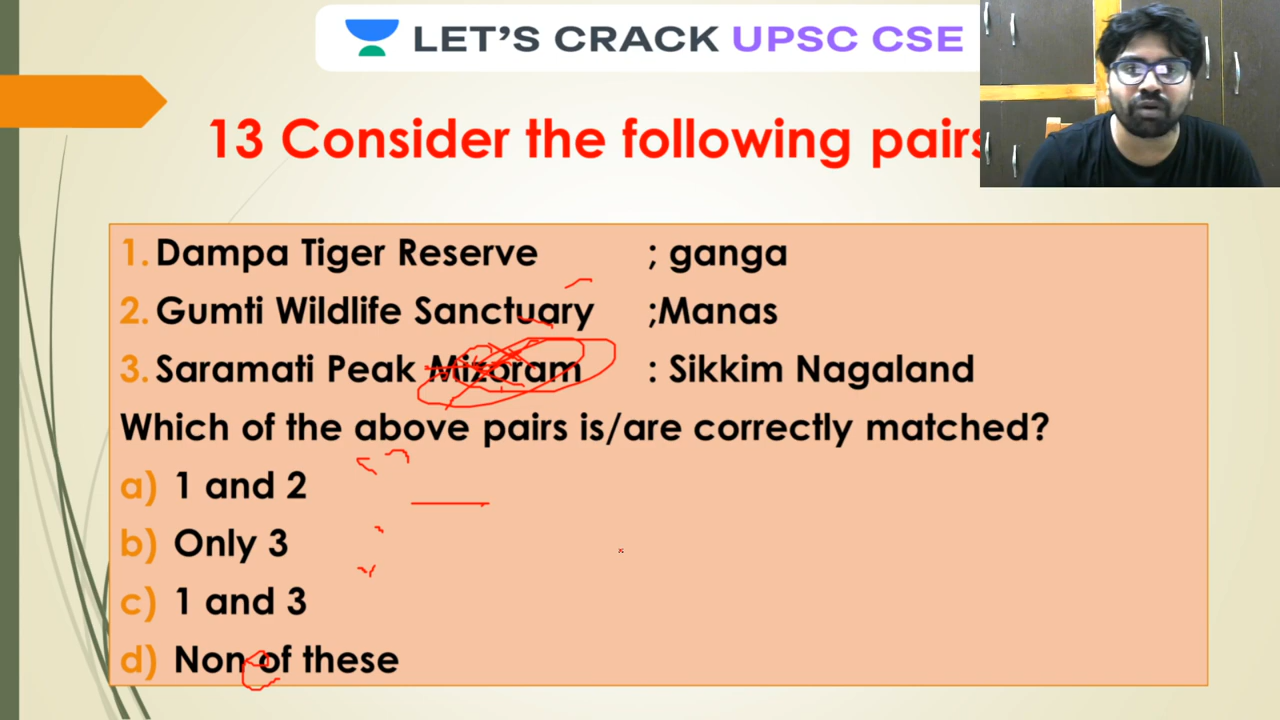 LET'S CRACK UPSC CSE
13 Consider the following pairs
1. Dampa Tiger Reserve ; ganga
2. Gumti Wildlife Sanctuary ;Manas
3. Saramati Peak Mizoram : Sikkim Nagaland
Which of the above pairs is/are correctly matched?
a) 1 and 2
b) Only 3
c) 1 and 3
d) Non of these